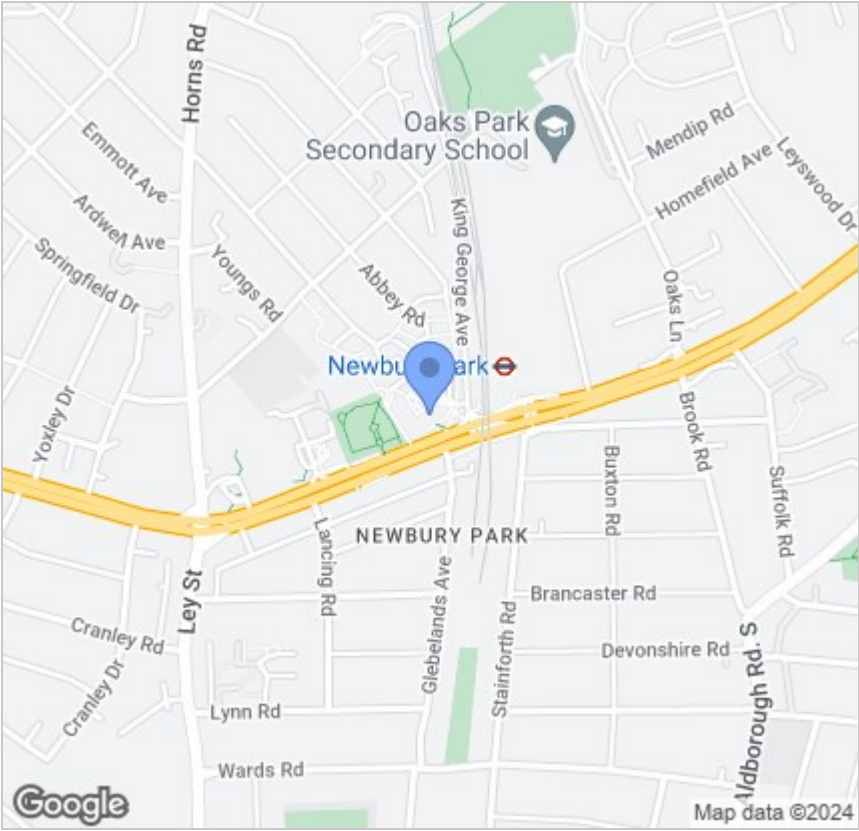 Horns Rd
Oaks Park
Secondary School
Mendip Rd
Leyswood Dr
Homefield Ave
Emmott Ave
Ardwell Ave
Springfield Dr
Youngs Rd
Abbey Rd
King George Ave
Oaks Ln
Newbu ark
Yoxley Dr
Brook Rd
Buxton Rd
Suffolk Rd
NEWBURY PARK
Lancing Rd
Ley St
Glebelands Ave
Brancaster Rd
Stainforth Rd
Devonshire Rd
Cranley Rd
Cranley Dr
Aldborough Rd. S
Lynn Rd
Wards Rd
Google
Map data ©2024